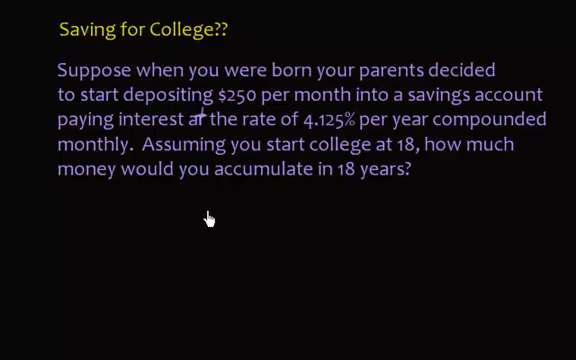 Saving for College??
Suppose when you were born your parents decided
to start depositing $250 per month into a savings account
paying interest at the rate of 4.125% per year compounded
monthly. Assuming you start college at 18, how much
money would you accumulate in 18 years?